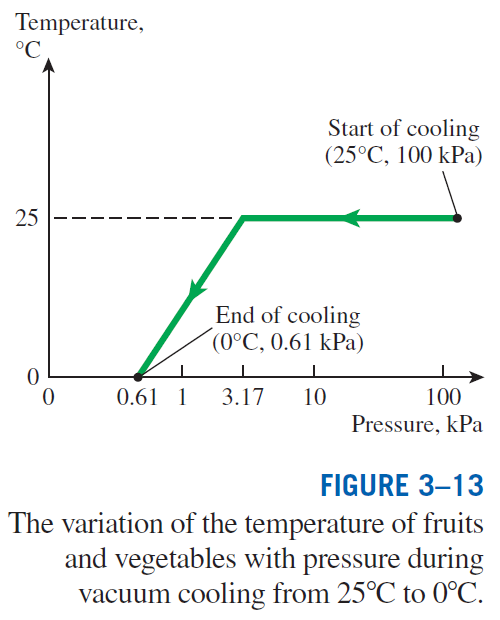 Temperature,
°C
Start of cooling
(25°C, 100 kPa)
25
End of cooling
(0°C, 0.61 kPa)
0
0 0.61 1 3.17 10 100
Pressure, kPa
FIGURE 3–13
The variation of the temperature of fruits
and vegetables with pressure during
vacuum cooling from 25°C to 0°C.